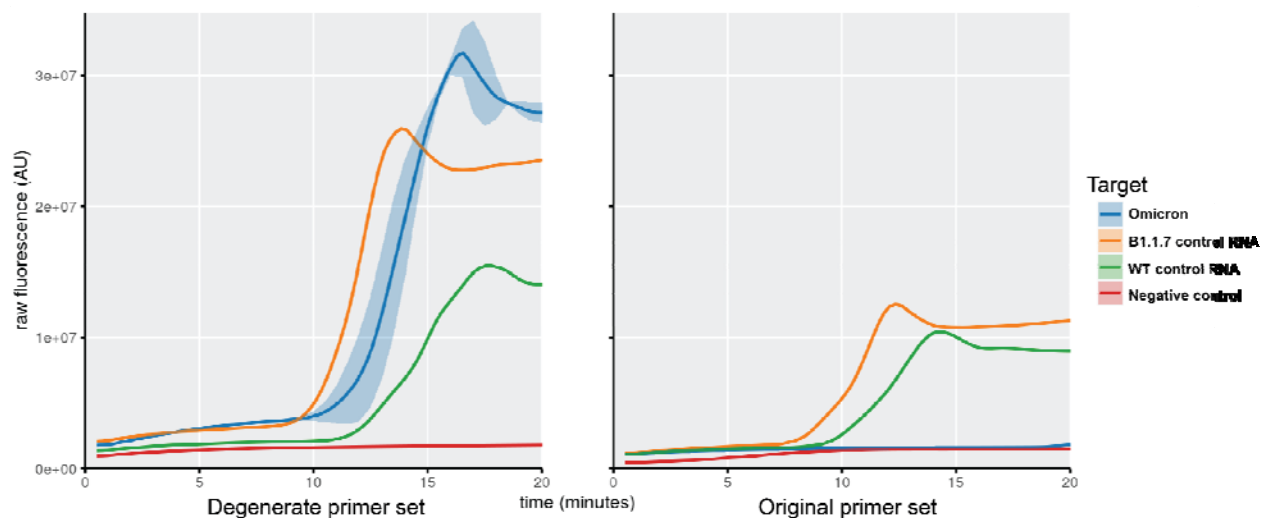 raw fluorescence (AU)
3e+07
2e+07
1e+07
0e+00
0 5 10 15 20
0 5 10 15 20
Degenerate primer set
time (minutes)
Original primer set
Target
Omicron
B1.1.7 control RNA
WT control RNA
Negative control